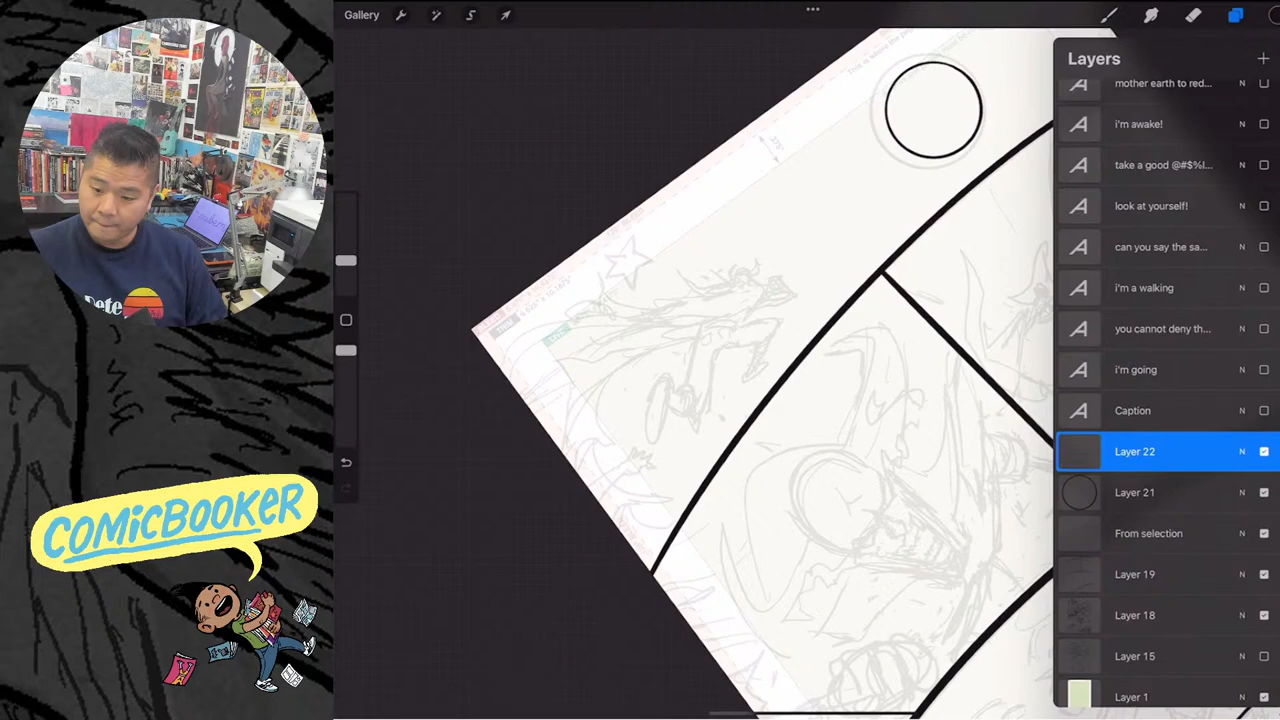 Gallery
Layers
mother earth to red... N
i'm awake! N
take a good @#$%!... N
look at yourself! N
can you say the sa... N
i'm a walking N
you cannot deny th... N
i'm going N
Caption N
Layer 22 N
Layer 21 N
From selection N
Layer 19 N
Layer 18 N
Layer 15 N
Layer 1 N
.275"
Pete
COMICBOOKER